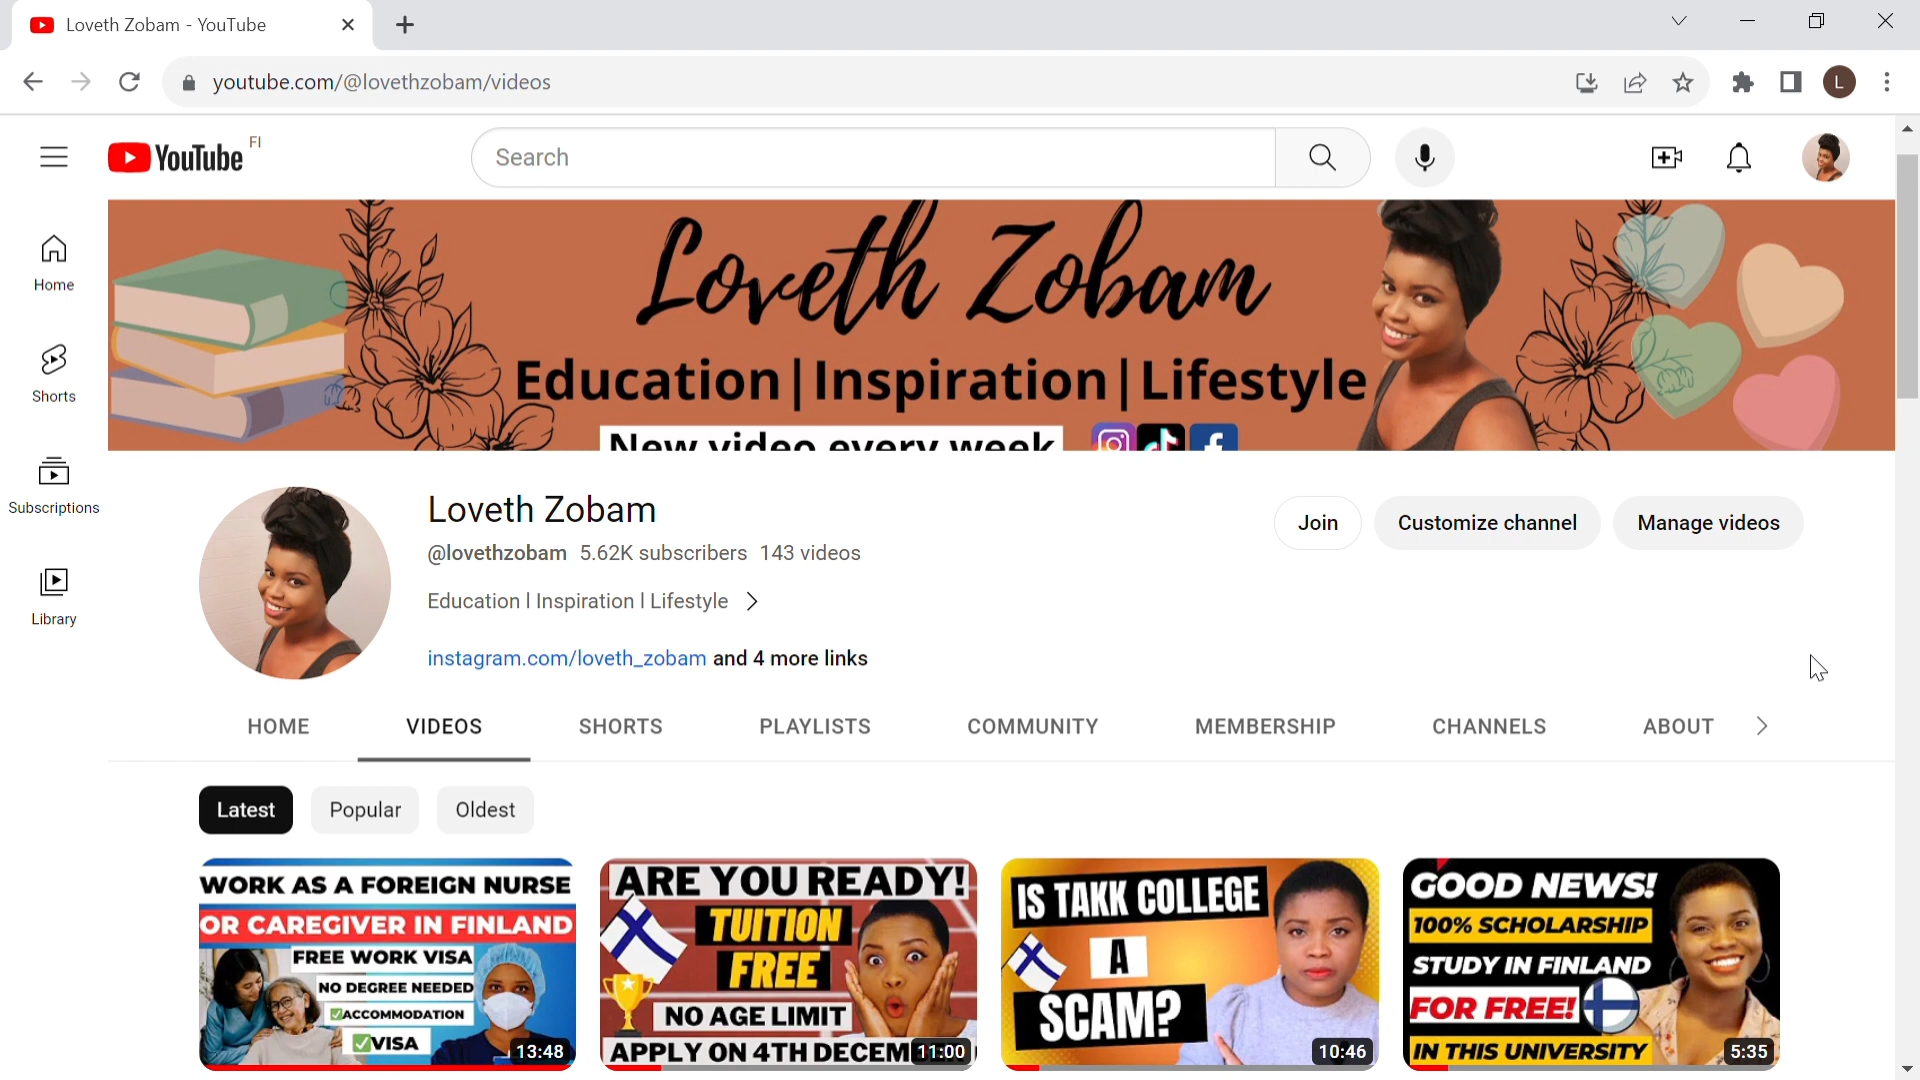 Loveth Zobam - YouTube
youtube.com/@lovethzobam/videos
L
YouTube FI
Search
Home
Shorts
Subscriptions
Library
Loveth Zobam
Education|Inspiration|Lifestyle
New video every week
Loveth Zobam
@lovethzobam 5.62K subscribers 143 videos
Education l Inspiration l Lifestyle
instagram.com/loveth_zobam and 4 more links
Join
Customize channel
Manage videos
HOME VIDEOS SHORTS PLAYLISTS COMMUNITY MEMBERSHIP CHANNELS ABOUT
Latest Popular Oldest
WORK AS A FOREIGN NURSE
OR CAREGIVER IN FINLAND
FREE WORK VISA
NO DEGREE NEEDED
ACCOMMODATION
VISA
13:48
ARE YOU READY!
TUITION
FREE
NO AGE LIMIT
APPLY ON 4TH DECEM
11:00
IS TAKK COLLEGE
A
SCAM?
10:46
GOOD NEWS!
100% SCHOLARSHIP
STUDY IN FINLAND
FOR FREE!
IN THIS UNIVERSITY
5:35